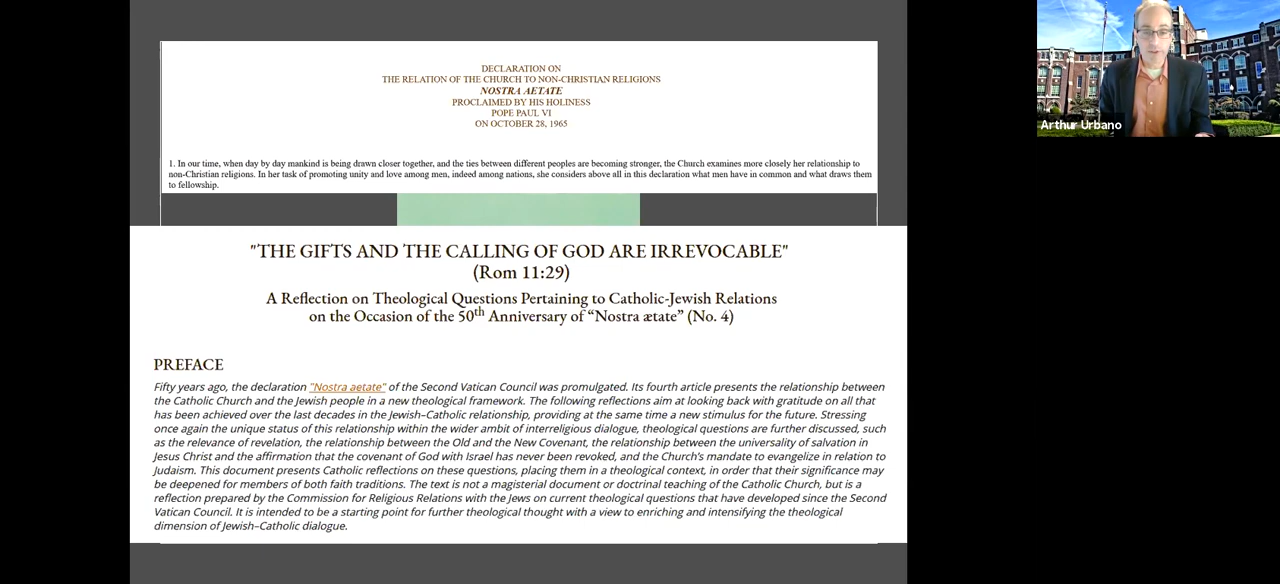 DECLARATION ON
THE RELATION OF THE CHURCH TO NON-CHRISTIAN RELIGIONS
NOSTRA AETATE
PROCLAIMED BY HIS HOLINESS
POPE PAUL VI
ON OCTOBER 28, 1965
1. In our time, when day by day mankind is being drawn closer together, and the ties between different peoples are becoming stronger, the Church examines more closely her relationship to
non-Christian religions. In her task of promoting unity and love among men, indeed among nations, she considers above all in this declaration what men have in common and what draws them
to fellowship.
"THE GIFTS AND THE CALLING OF GOD ARE IRREVOCABLE"
(Rom 11:29)
A Reflection on Theological Questions Pertaining to Catholic-Jewish Relations
on the Occasion of the 50th Anniversary of “Nostra ætate” (No. 4)
PREFACE
Fifty years ago, the declaration "Nostra aetate" of the Second Vatican Council was promulgated. Its fourth article presents the relationship between
the Catholic Church and the Jewish people in a new theological framework. The following reflections aim at looking back with gratitude on all that
has been achieved over the last decades in the Jewish–Catholic relationship, providing at the same time a new stimulus for the future. Stressing
once again the unique status of this relationship within the wider ambit of interreligious dialogue, theological questions are further discussed, such
as the relevance of revelation, the relationship between the Old and the New Covenant, the relationship between the universality of salvation in
Jesus Christ and the affirmation that the covenant of God with Israel has never been revoked, and the Church’s mandate to evangelize in relation to
Judaism. This document presents Catholic reflections on these questions, placing them in a theological context, in order that their significance may
be deepened for members of both faith traditions. The text is not a magisterial document or doctrinal teaching of the Catholic Church, but is a
reflection prepared by the Commission for Religious Relations with the Jews on current theological questions that have developed since the Second
Vatican Council. It is intended to be a starting point for further theological thought with a view to enriching and intensifying the theological
dimension of Jewish–Catholic dialogue.
Arthur Urbano